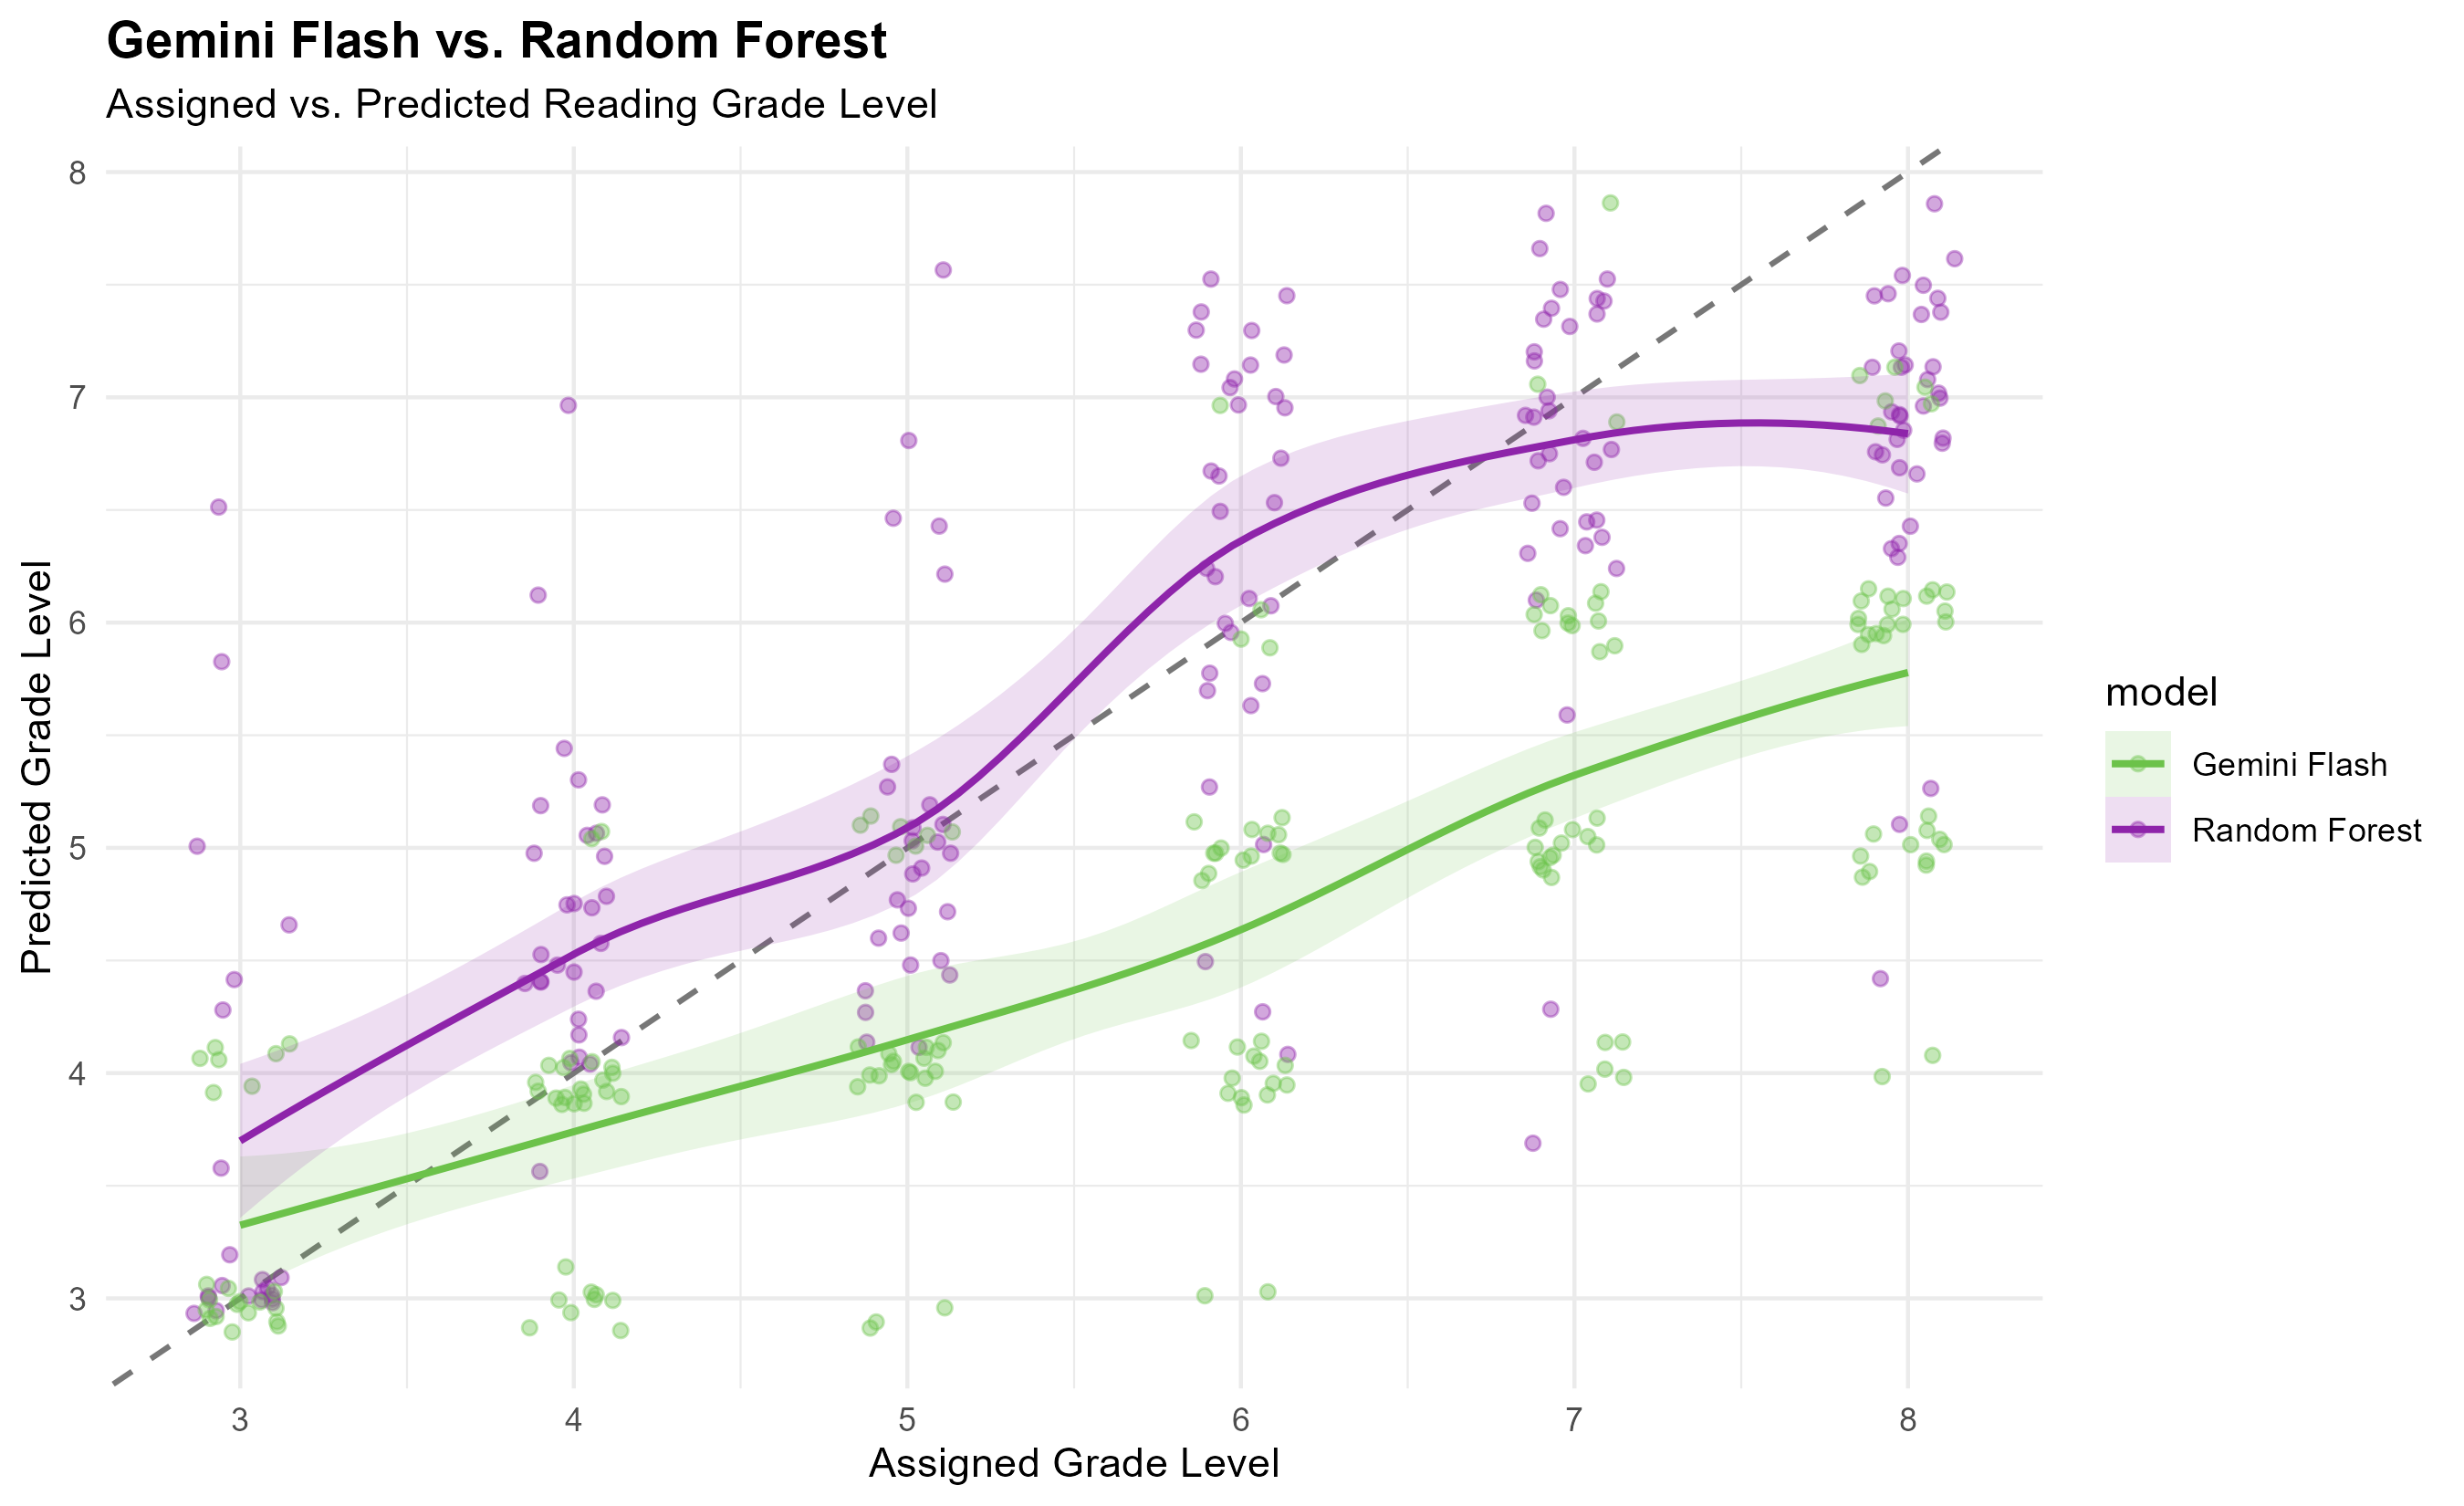 Gemini Flash vs. Random Forest
Assigned vs. Predicted Reading Grade Level
8
7
6
5
4
3
Predicted Grade Level
3 4 5 6 7 8
Assigned Grade Level
model
Gemini Flash
Random Forest